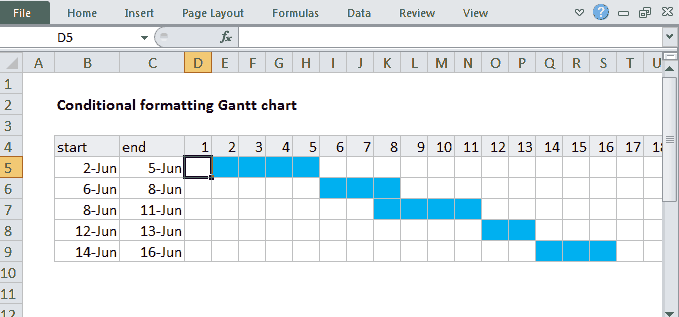 File Home Insert Page Layout Formulas Data Review View ?
D5 fx
A B C D E F G H I J K L M N O P Q R S T U
1
2 Conditional formatting Gantt chart
3
4 start end 1 2 3 4 5 6 7 8 9 10 11 12 13 14 15 16 17 18
5 2-Jun 5-Jun
6 6-Jun 8-Jun
7 8-Jun 11-Jun
8 12-Jun 13-Jun
9 14-Jun 16-Jun
10
11
12